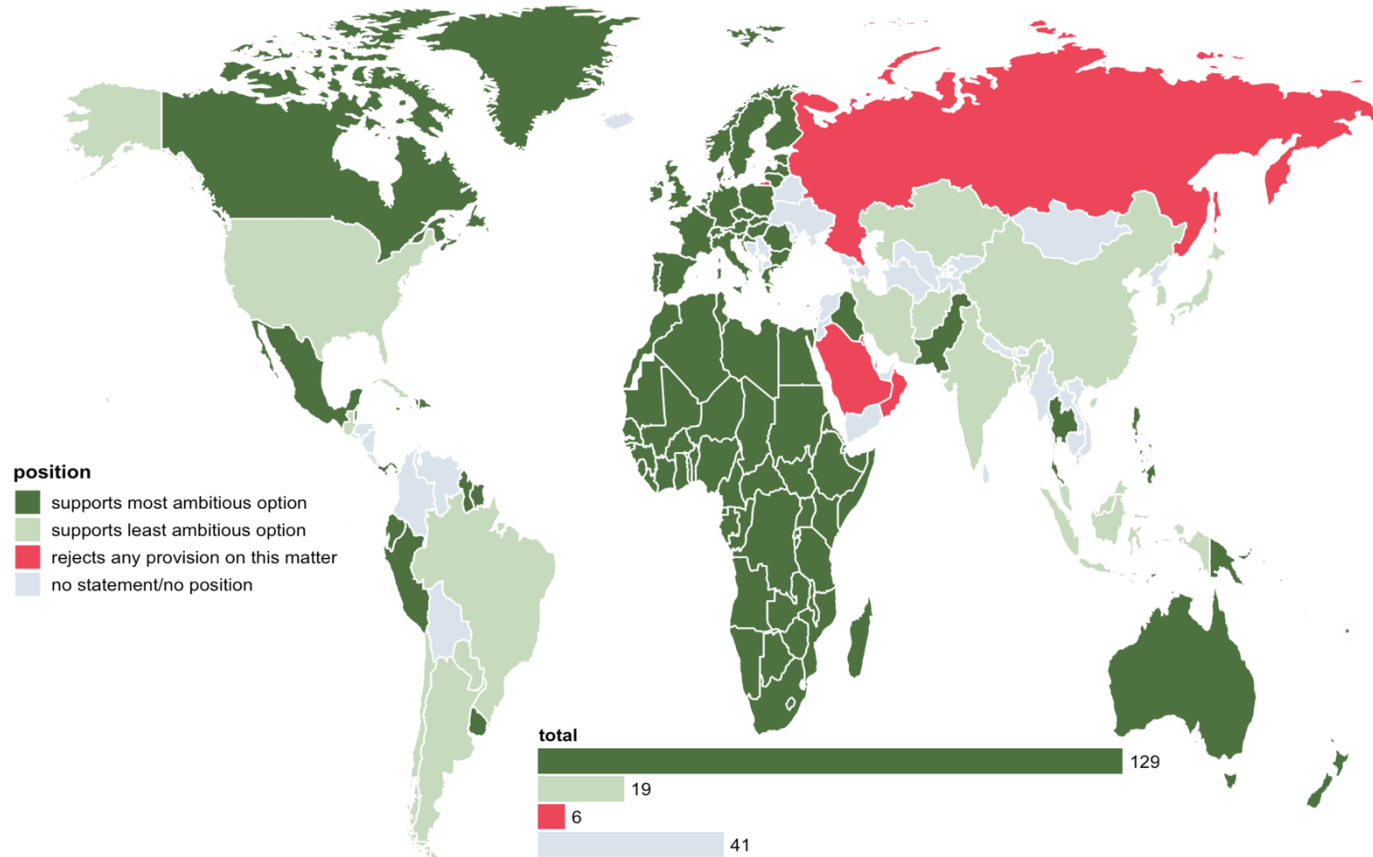 position
supports most ambitious option
supports least ambitious option
rejects any provision on this matter
no statement/no position
total
129
19
6
41